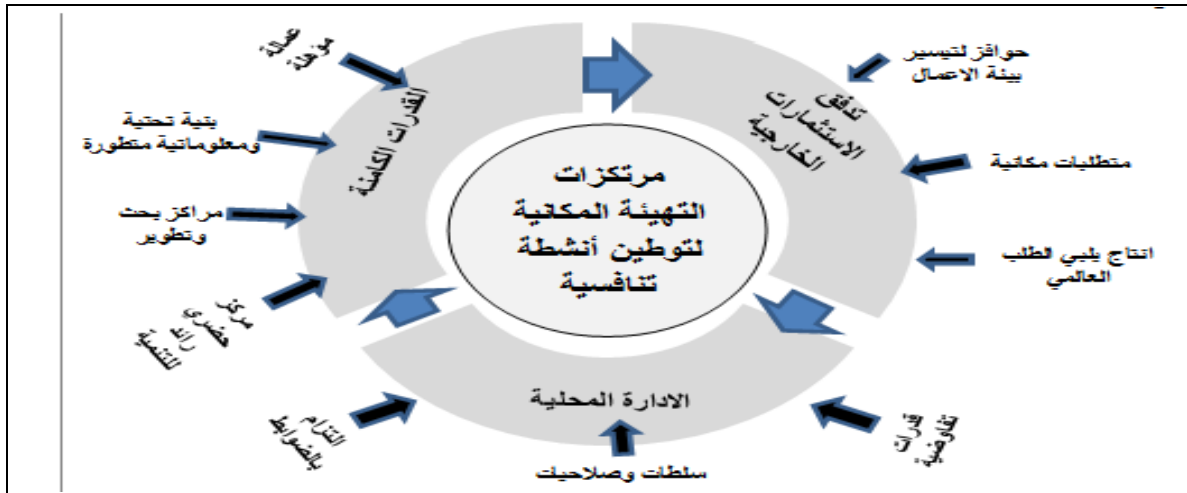 مرتكزات
التهيئة المكانية
لتوطين أنشطة
تنافسية
تدفق
الاستثمارات
الخارجية
حوافز لتيسير
بيئة الاعمال
متطلبات مكانية
انتاج يلبي الطلب
العالمي
الادارة المحلية
قدرات
تفاوضية
سلطات وصلاحيات
التزام
بالضوابط
القدرات الكامنة
عمالة
مؤهلة
بنية تحتية
ومعلوماتية متطورة
مراكز بحث
وتطوير
مركز
حضري
رائد
للتنمية